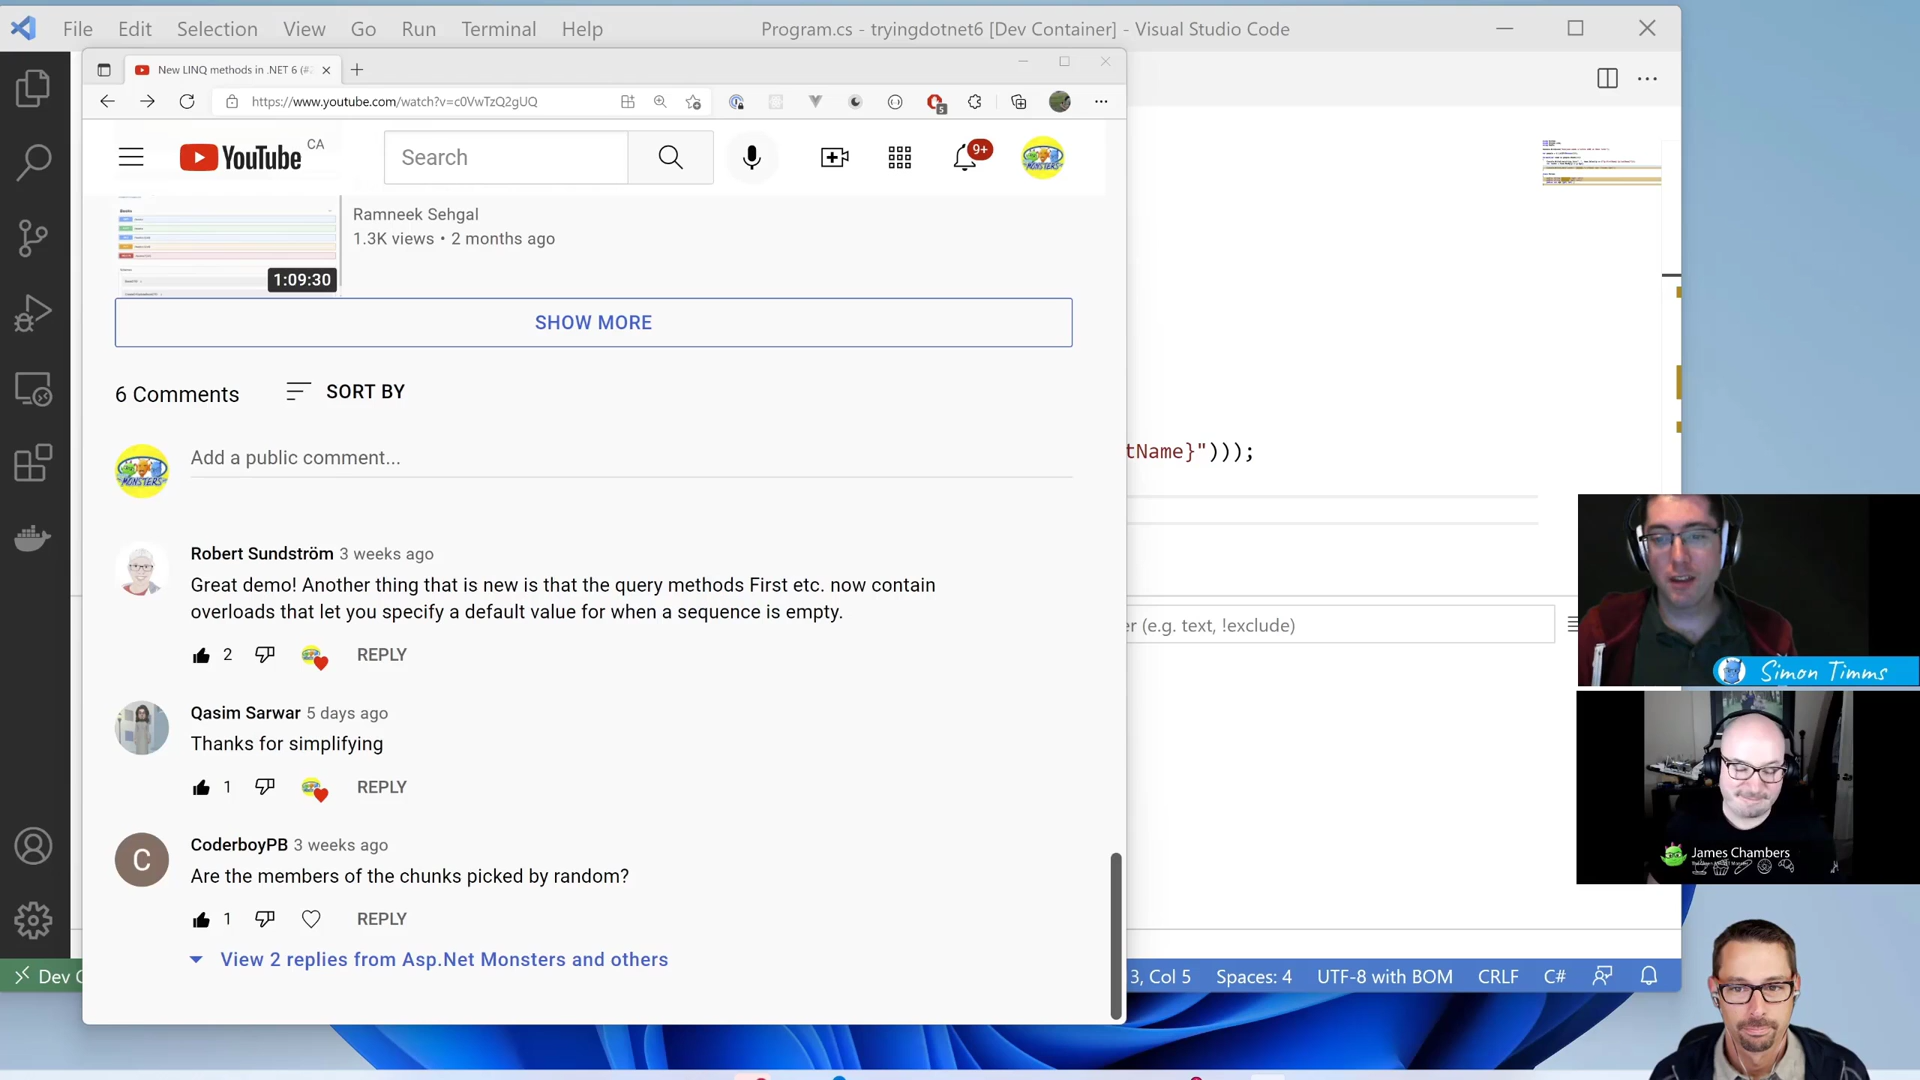 File Edit Selection View Go Run Terminal Help
Program.cs - tryingdotnet6 [Dev Container] - Visual Studio Code
New LINQ methods in .NET 6 (#
https://www.youtube.com/watch?v=c0VwTzQ2gUQ
5
YouTube CA
Search
9+
Ramneek Sehgal
1.3K views • 2 months ago
1:09:30
SHOW MORE
6 Comments
SORT BY
MONSTERS
Add a public comment...
tName}")));
Robert Sundström 3 weeks ago
Great demo! Another thing that is new is that the query methods First etc. now contain
overloads that let you specify a default value for when a sequence is empty.
2 REPLY
er (e.g. text, !exclude)
Simon Timms
Qasim Sarwar 5 days ago
Thanks for simplifying
1 REPLY
CoderboyPB 3 weeks ago
C
Are the members of the chunks picked by random?
1 REPLY
James Chambers
View 2 replies from Asp.Net Monsters and others
Dev C
3, Col 5 Spaces: 4 UTF-8 with BOM CRLF C#